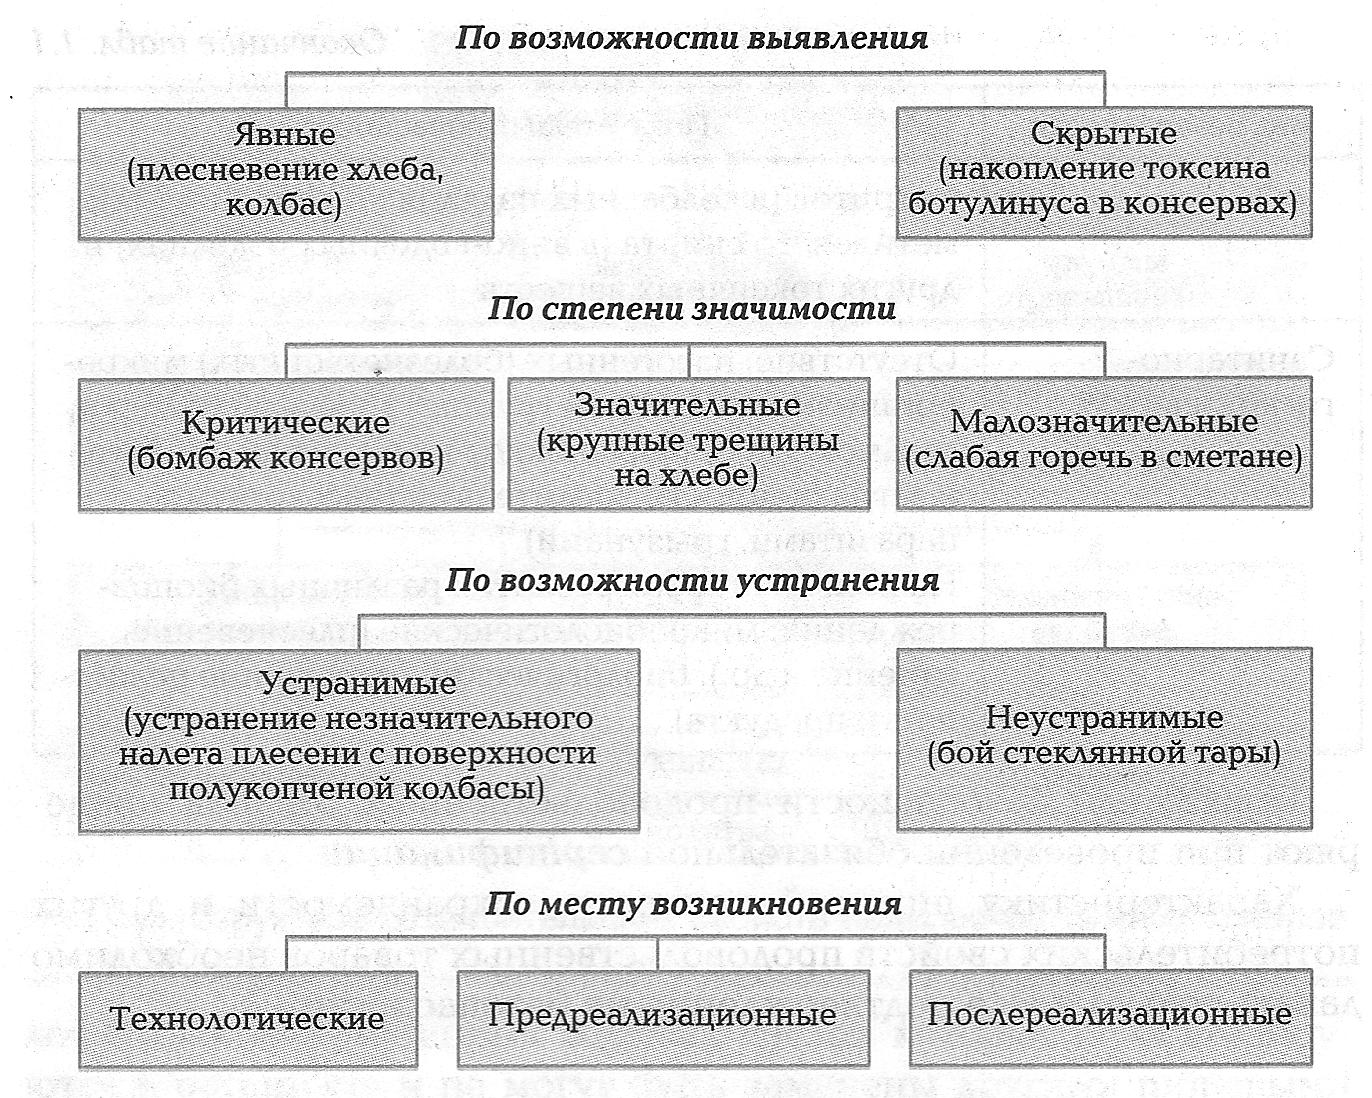 По возможности выявления
Явные
(плесневение хлеба,
колбас)
Скрытые
(накопление токсина
ботулинуса в консервах)
По степени значимости
Критические
(бомбаж консервов)
Значительные
(крупные трещины
на хлебе)
Малозначительные
(слабая горечь в сметане)
По возможности устранения
Устранимые
(устранение незначительного
налета плесени с поверхности
полукопченой колбасы)
Неустранимые
(бой стеклянной тары)
По месту возникновения
Технологические
Предреализационные
Послереализационные